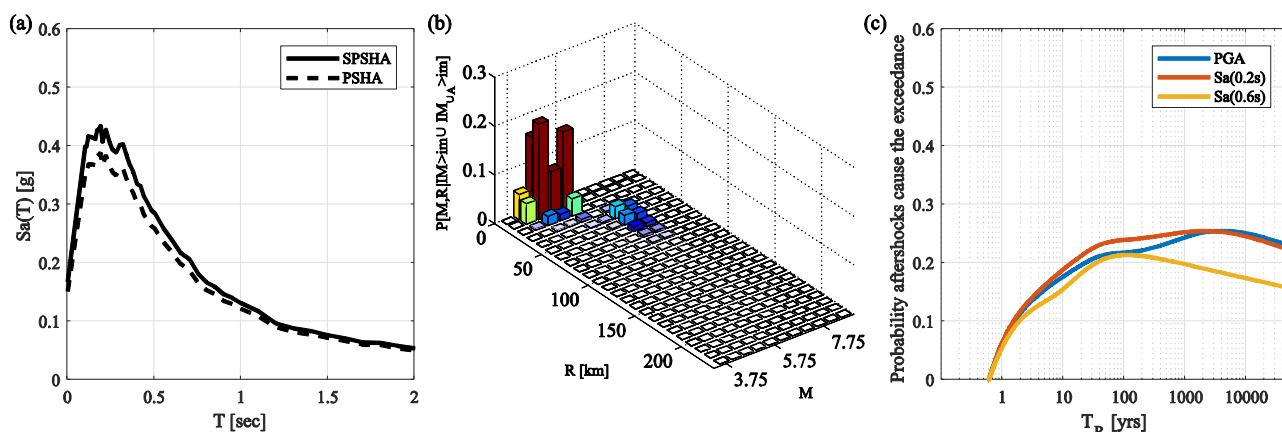 (a)
Sa(T) [g]
0.6
0.5
0.4
0.3
0.2
0.1
0
SPSHA
PSHA
0
0.5
1
1.5
2
T [sec]
(b)
P[M,R|IM>im∪ IM_UA>im]
0.3
0.2
0.1
0
0
50
100
150
200
R [km]
3.75
5.75
7.75
M
(c)
Probability aftershocks cause the exceedance
0.6
0.5
0.4
0.3
0.2
0.1
0
PGA
Sa(0.2s)
Sa(0.6s)
1
10
100
1000
10000
T_R [yrs]